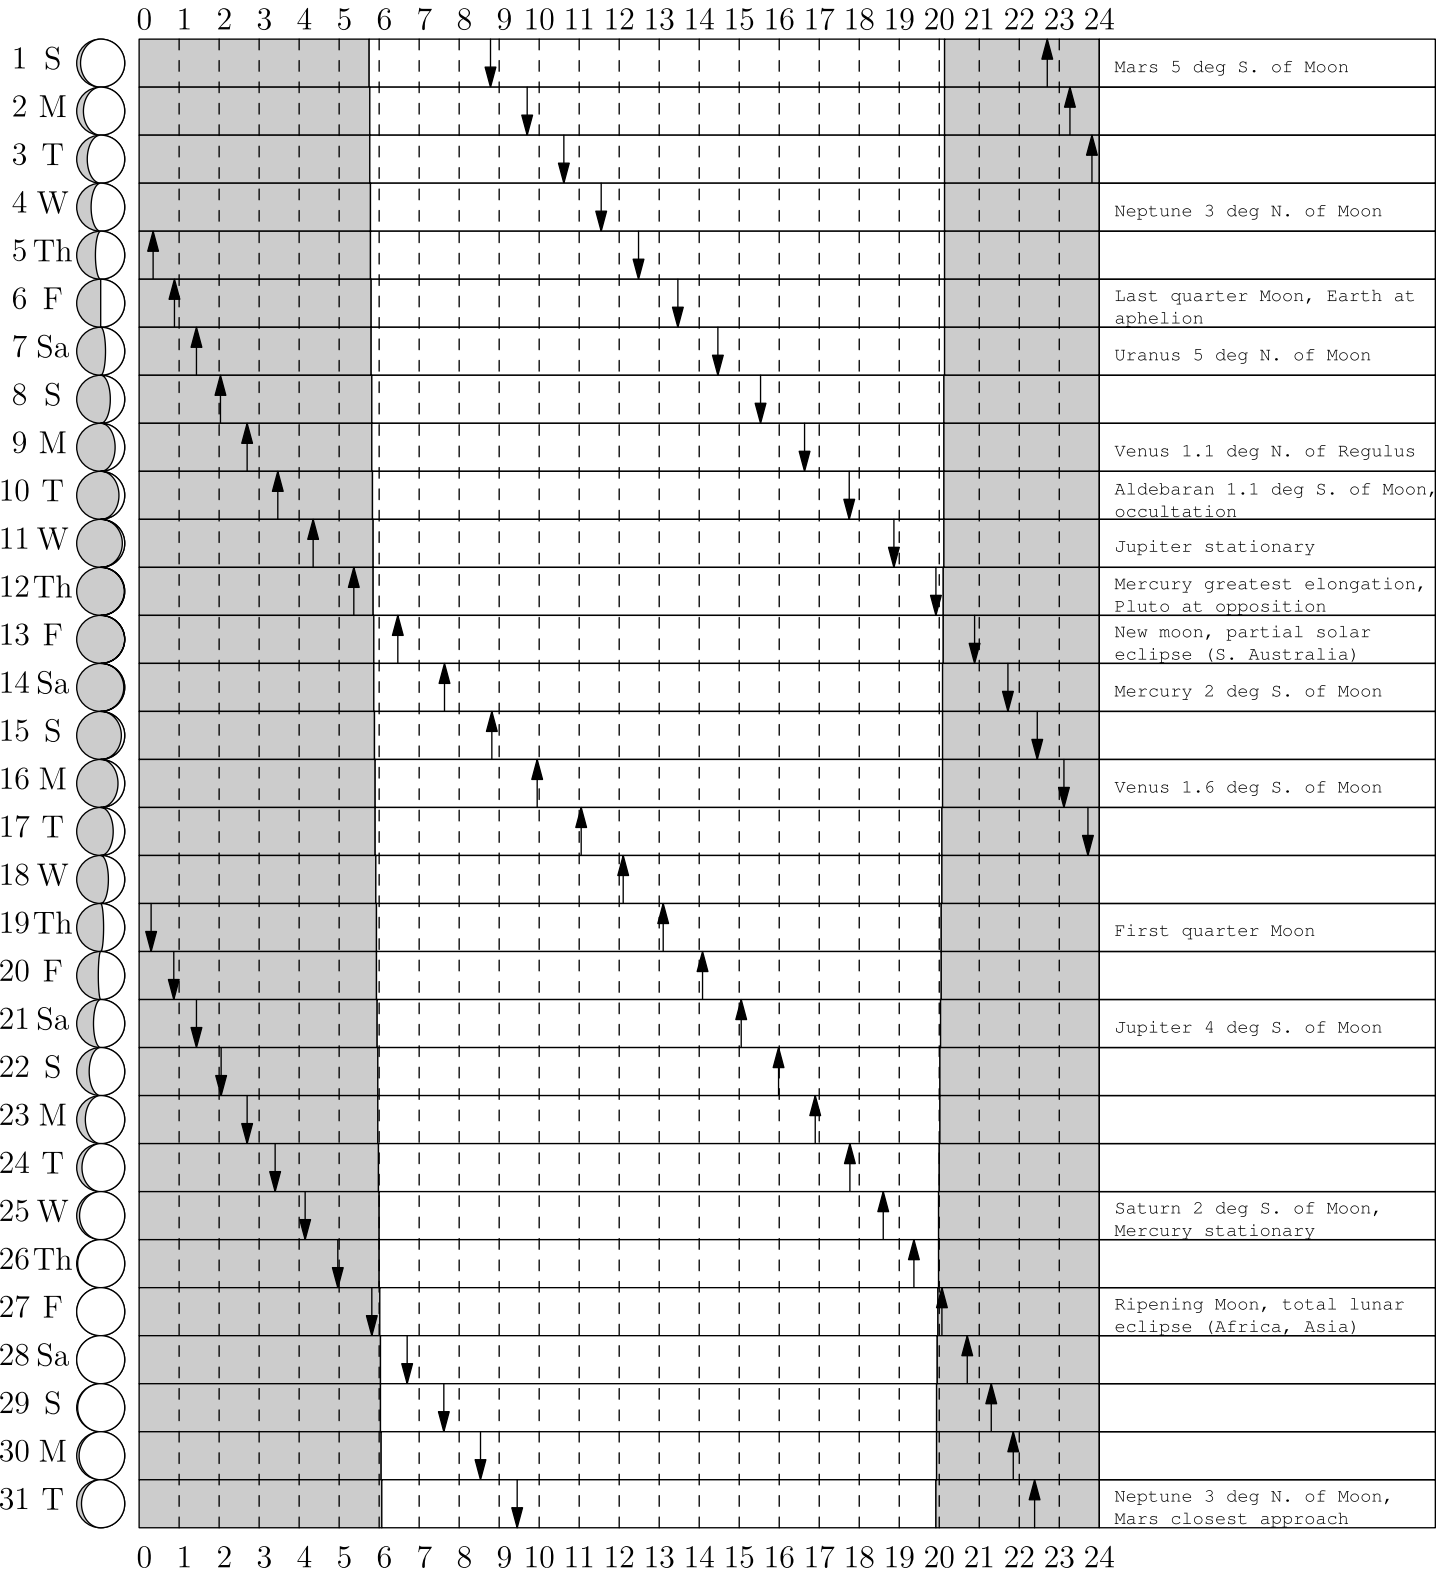 0 1 2 3 4 5 6 7 8 9 10 11 12 13 14 15 16 17 18 19 20 21 22 23 24
1 S Mars 5 deg S. of Moon
2 M
3 T
4 W Neptune 3 deg N. of Moon
5 Th
6 F Last quarter Moon, Earth at
aphelion
7 Sa Uranus 5 deg N. of Moon
8 S
9 M Venus 1.1 deg N. of Regulus
10 T Aldebaran 1.1 deg S. of Moon,
occultation
11 W Jupiter stationary
12 Th Mercury greatest elongation,
Pluto at opposition
13 F New moon, partial solar
eclipse (S. Australia)
14 Sa Mercury 2 deg S. of Moon
15 S
16 M Venus 1.6 deg S. of Moon
17 T
18 W
19 Th First quarter Moon
20 F
21 Sa Jupiter 4 deg S. of Moon
22 S
23 M
24 T
25 W Saturn 2 deg S. of Moon,
Mercury stationary
26 Th
27 F Ripening Moon, total lunar
eclipse (Africa, Asia)
28 Sa
29 S
30 M
31 T Neptune 3 deg N. of Moon,
Mars closest approach
0 1 2 3 4 5 6 7 8 9 10 11 12 13 14 15 16 17 18 19 20 21 22 23 24